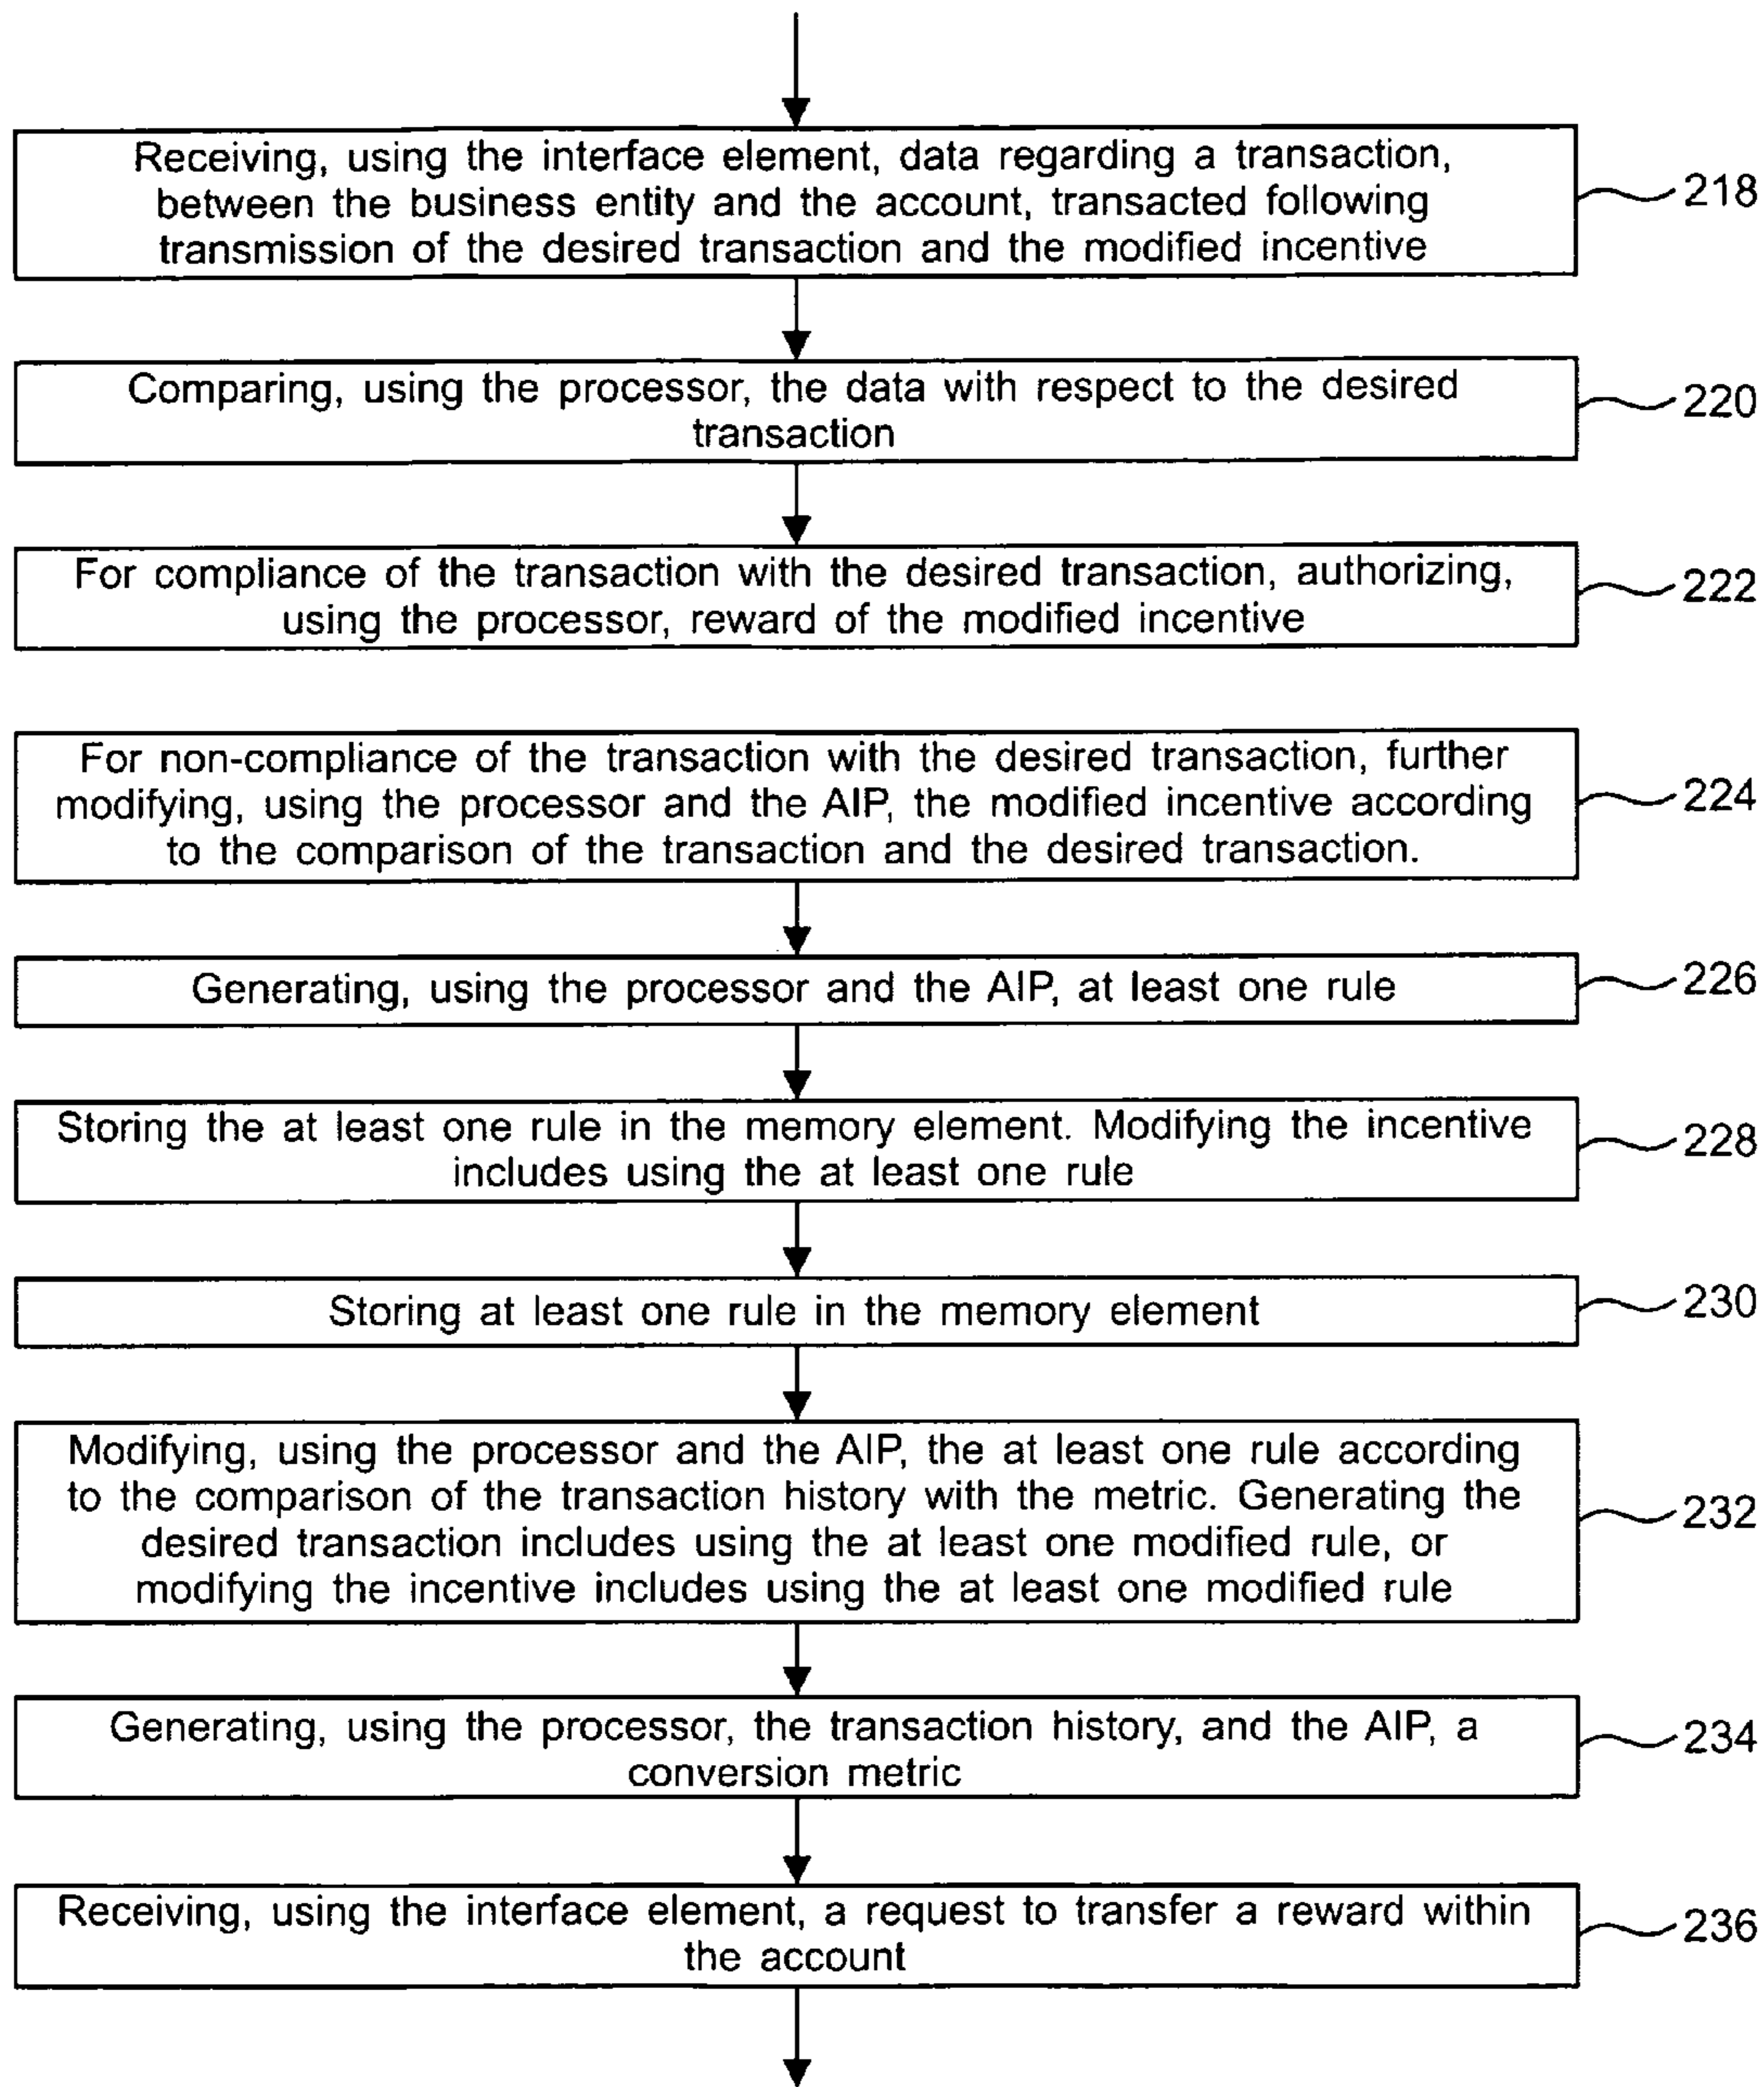 Receiving, using the interface element, data regarding a transaction,
between the business entity and the account, transacted following
transmission of the desired transaction and the modified incentive
218
Comparing, using the processor, the data with respect to the desired
transaction
220
For compliance of the transaction with the desired transaction, authorizing,
using the processor, reward of the modified incentive
222
For non-compliance of the transaction with the desired transaction, further
modifying, using the processor and the AIP, the modified incentive according
to the comparison of the transaction and the desired transaction.
224
Generating, using the processor and the AIP, at least one rule
226
Storing the at least one rule in the memory element. Modifying the incentive
includes using the at least one rule
228
Storing at least one rule in the memory element
230
Modifying, using the processor and the AIP, the at least one rule according
to the comparison of the transaction history with the metric. Generating the
desired transaction includes using the at least one modified rule, or
modifying the incentive includes using the at least one modified rule
232
Generating, using the processor, the transaction history, and the AIP, a
conversion metric
234
Receiving, using the interface element, a request to transfer a reward within
the account
236